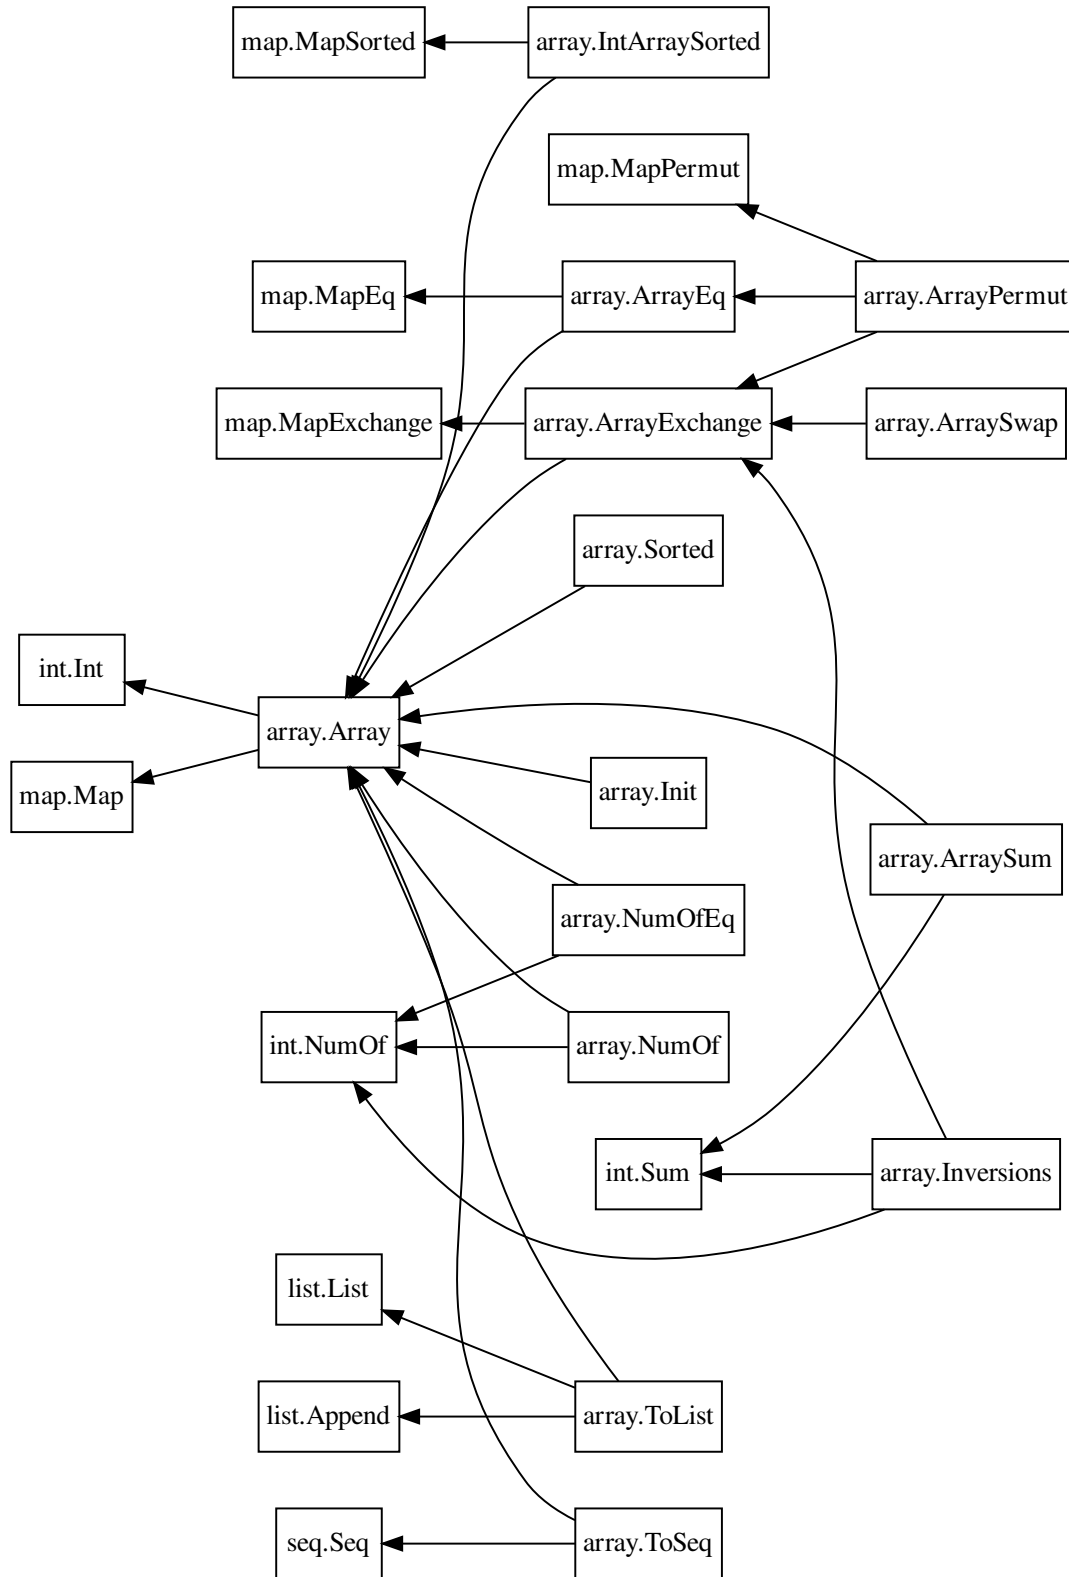 map.MapSorted
array.IntArraySorted
map.MapPermut
map.MapEq
array.ArrayEq
array.ArrayPermut
map.MapExchange
array.ArrayExchange
array.ArraySwap
array.Sorted
int.Int
array.Array
map.Map
array.Init
array.ArraySum
array.NumOfEq
int.NumOf
array.NumOf
int.Sum
array.Inversions
list.List
list.Append
array.ToList
seq.Seq
array.ToSeq